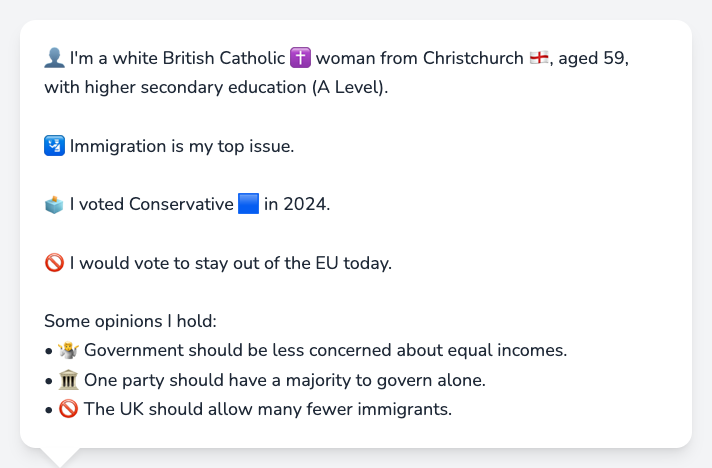 👤 I'm a white British Catholic ✝️ woman from Christchurch 🏴󠁧󠁢󠁥󠁮󠁧󠁿, aged 59,
with higher secondary education (A Level).
🛂 Immigration is my top issue.
🗳️ I voted Conservative 🟦 in 2024.
🚫 I would vote to stay out of the EU today.
Some opinions I hold:
• 🤷 Government should be less concerned about equal incomes.
• 🏛️ One party should have a majority to govern alone.
• 🚫 The UK should allow many fewer immigrants.